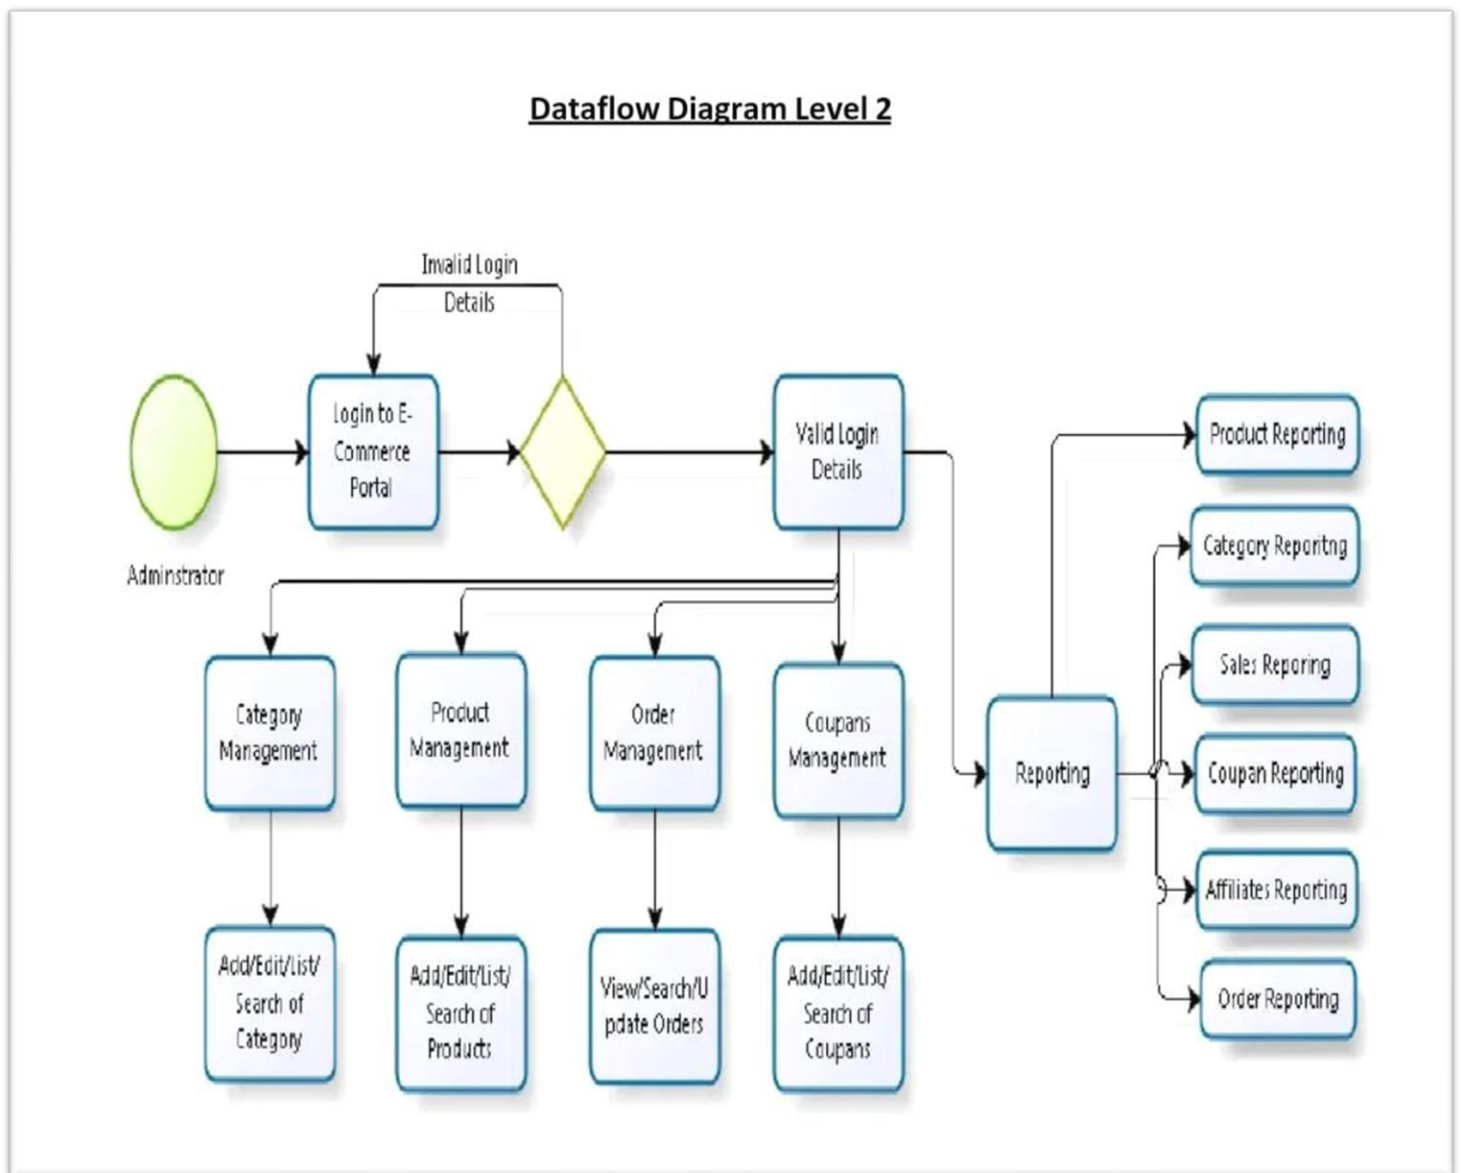 Dataflow Diagram Level 2
Invalid Login
Details
Login to E-
Commerce
Portal
Valid Login
Details
Adminstrator
Product Reporting
Category Reporitng
Sales Reporing
Coupan Reporting
Affiliates Reporting
Order Reporting
Reporting
Category
Management
Product
Management
Order
Management
Coupans
Management
Add/Edit/List/
Search of
Category
Add/Edit/List/
Search of
Products
View/Search/U
pdate Orders
Add/Edit/List/
Search of
Coupans